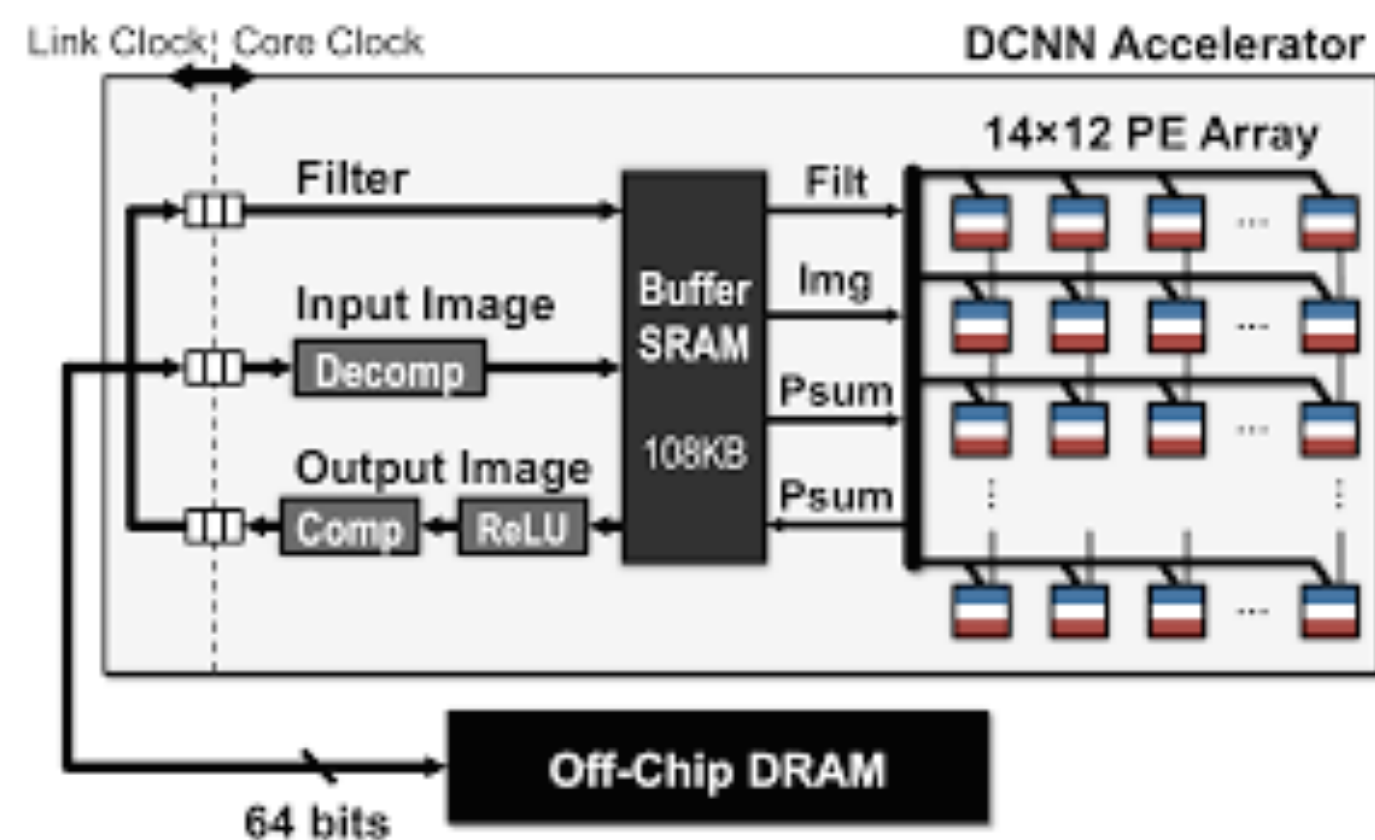 Link Clock Core Clock
DCNN Accelerator
14×12 PE Array
Filter
Filt
Input Image
Img
Decomp
Buffer
SRAM
108KB
Psum
Output Image
Psum
Comp
ReLU
...
...
...
...
Off-Chip DRAM
64 bits